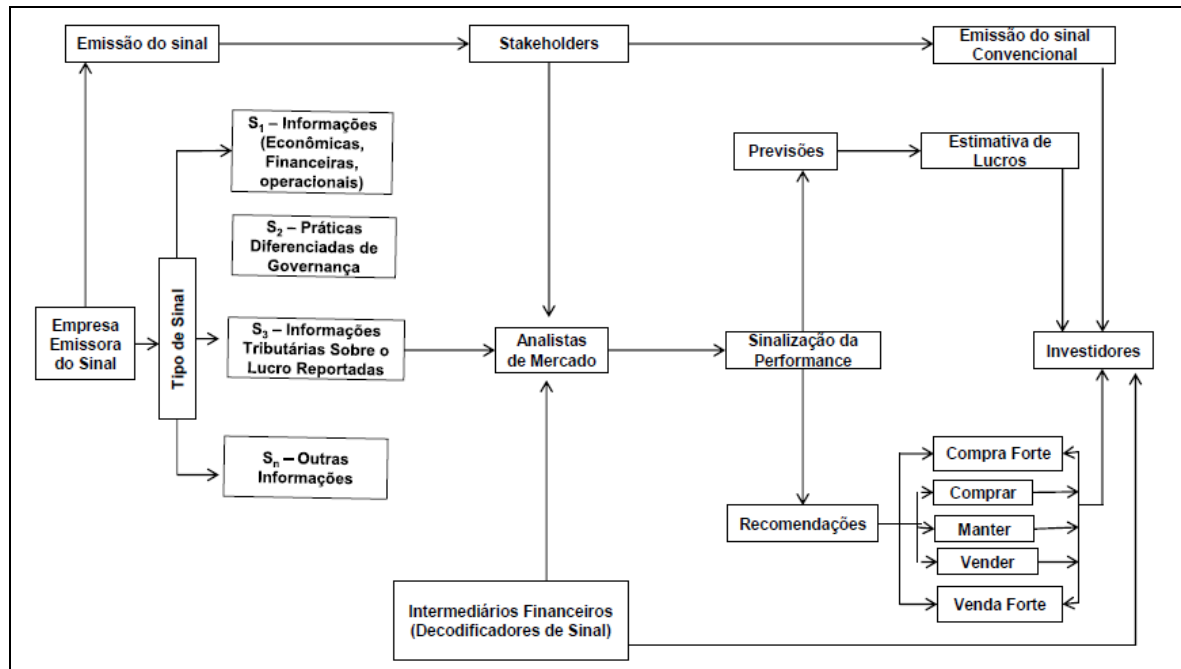 Emissão do sinal
Stakeholders
Emissão do sinal
Convencional
S₁ – Informações
(Econômicas,
Financeiras,
operacionais)
Previsões
Estimativa de
Lucros
S₂ – Práticas
Diferenciadas de
Governança
Empresa
Emissora
do Sinal
Tipo de Sinal
S₃ – Informações
Tributárias Sobre o
Lucro Reportadas
Analistas
de Mercado
Sinalização da
Performance
Investidores
Sₙ – Outras
Informações
Recomendações
Compra Forte
Comprar
Manter
Vender
Venda Forte
Intermediários Financeiros
(Decodificadores de Sinal)